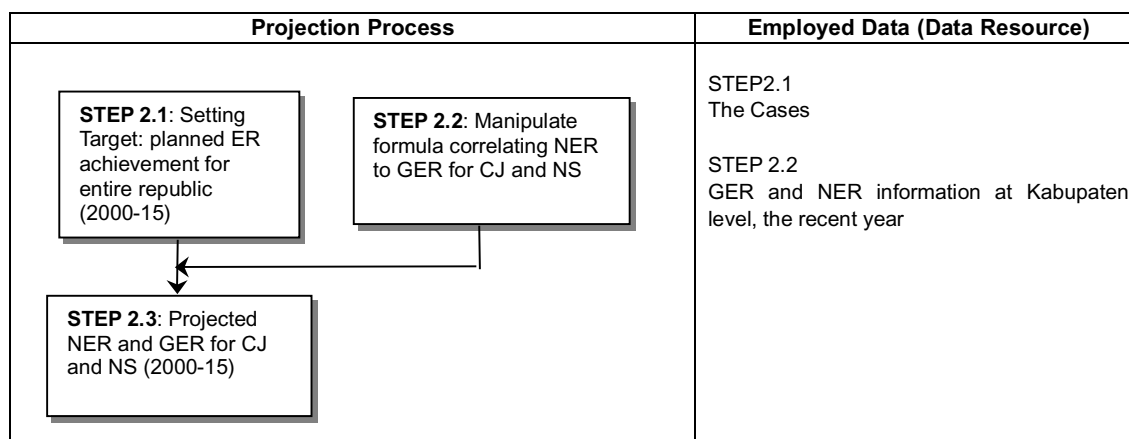 Projection Process
Employed Data (Data Resource)
STEP 2.1: Setting
Target: planned ER
achievement for
entire republic
(2000-15)
STEP 2.2: Manipulate
formula correlating NER
to GER for CJ and NS
STEP 2.3: Projected
NER and GER for CJ
and NS (2000-15)
STEP2.1
The Cases
STEP 2.2
GER and NER information at Kabupaten
level, the recent year